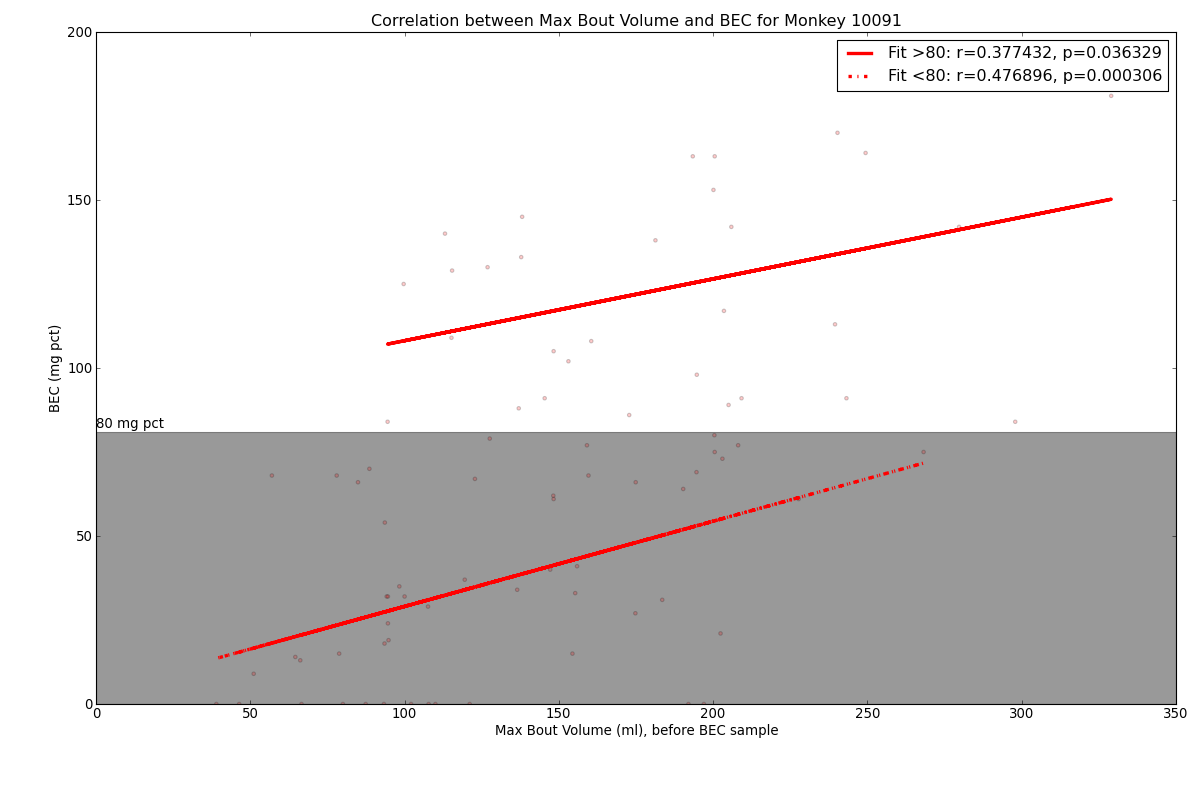 Correlation between Max Bout Volume and BEC for Monkey 10091
Fit >80: r=0.377432, p=0.036329
Fit <80: r=0.476896, p=0.000306
200
150
100
50
0
BEC (mg pct)
80 mg pct
0 50 100 150 200 250 300 350
Max Bout Volume (ml), before BEC sample